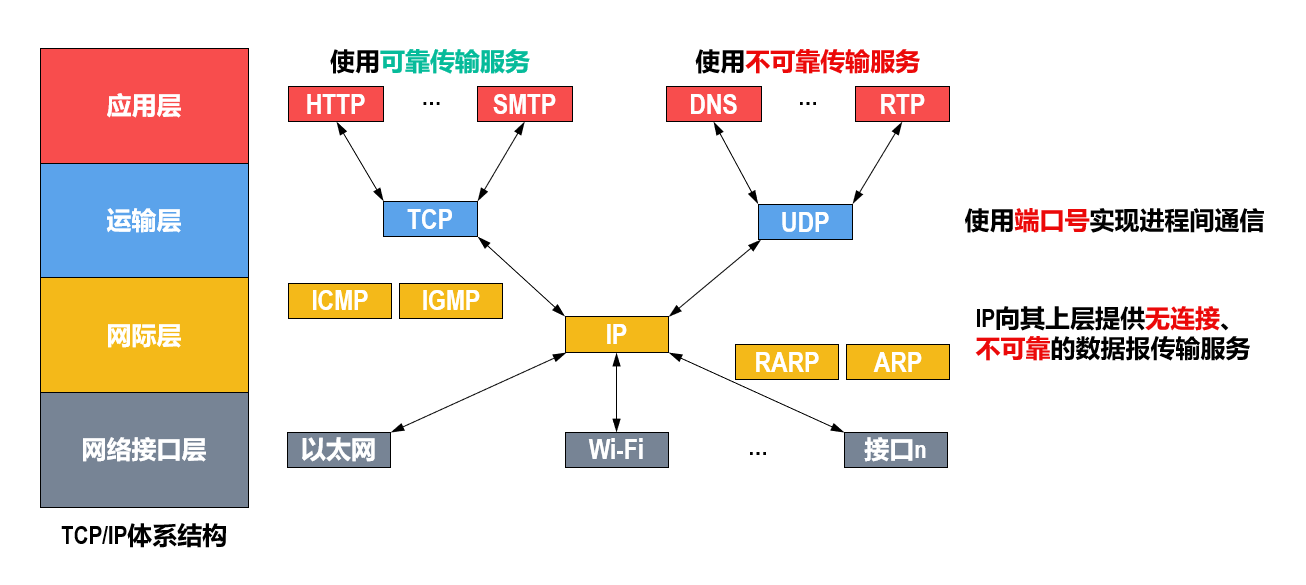 使用可靠传输服务
使用不可靠传输服务
应用层
HTTP
...
SMTP
DNS
...
RTP
运输层
TCP
UDP
使用端口号实现进程间通信
网际层
ICMP
IGMP
IP
RARP
ARP
IP向其上层提供无连接、
不可靠的数据报传输服务
网络接口层
以太网
Wi-Fi
...
接口n
TCP/IP体系结构